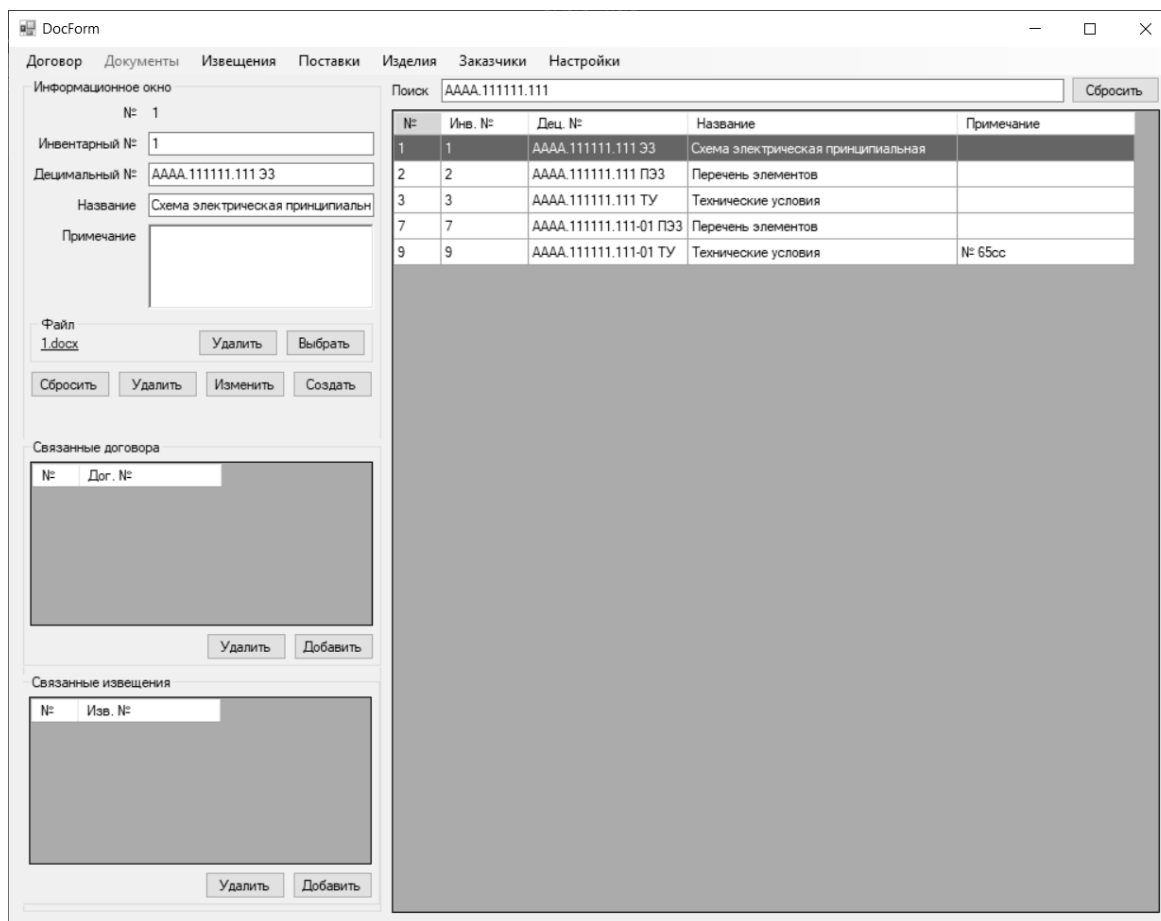 DocForm
Договор Документы Извещения Поставки Изделия Заказчики Настройки
Информационное окно
№ 1
Инвентарный № 1
Децимальный № АААА.111111.111 Э3
Название Схема электрическая принципиальн
Примечание
Файл
1.docx Удалить Выбрать
Сбросить Удалить Изменить Создать
Связанные договора
№ Дог. №
Удалить Добавить
Связанные извещения
№ Изв. №
Удалить Добавить
Поиск АААА.111111.111 Сбросить
№ Инв. № Дец. № Название Примечание
1 1 АААА.111111.111 Э3 Схема электрическая принципиальная
2 2 АААА.111111.111 ПЭ3 Перечень элементов
3 3 АААА.111111.111 ТУ Технические условия
7 7 АААА.111111.111-01 ПЭ3 Перечень элементов
9 9 АААА.111111.111-01 ТУ Технические условия № 65сс